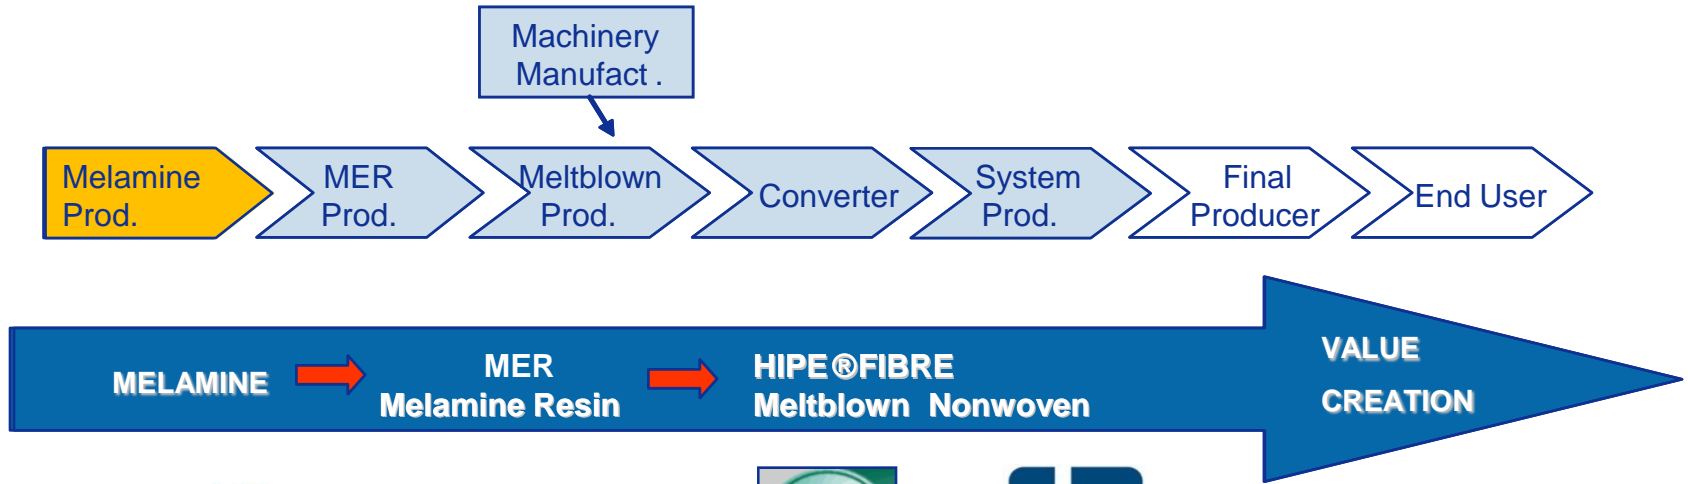 Machinery
Manufact .
Melamine
Prod.
MER
Prod.
Meltblown
Prod.
Converter
System
Prod.
Final
Producer
End User
MELAMINE
MER
Melamine Resin
HIPE®FIBRE
Meltblown Nonwoven
VALUE
CREATION